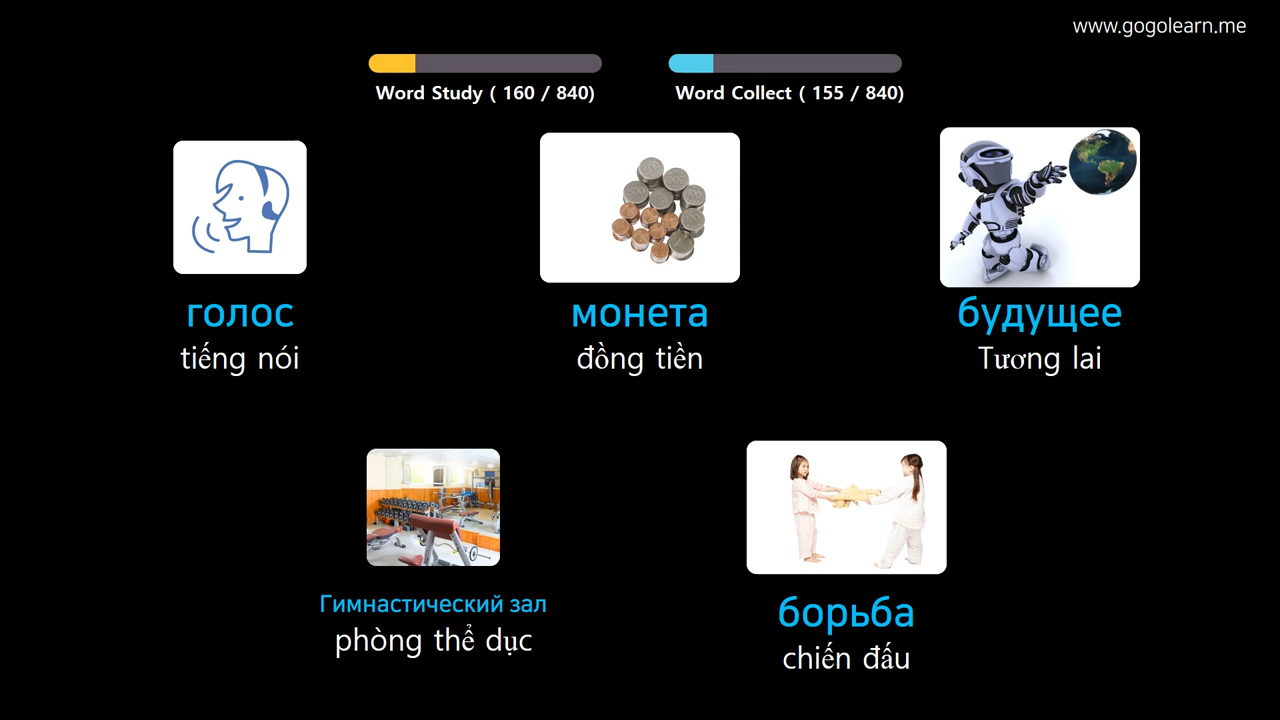 www.gogolearn.me
Word Study ( 160 / 840)
Word Collect ( 155 / 840)
голос
tiếng nói
монета
đồng tiền
будущее
Tương lai
Гимнастический зал
phòng thể dục
борьба
chiến đấu